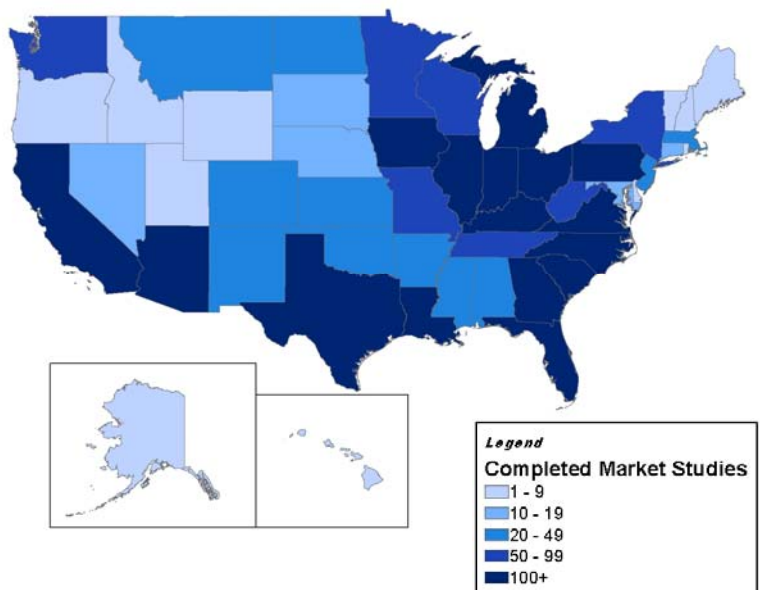 Legend
Completed Market Studies
1 - 9
10 - 19
20 - 49
50 - 99
100+